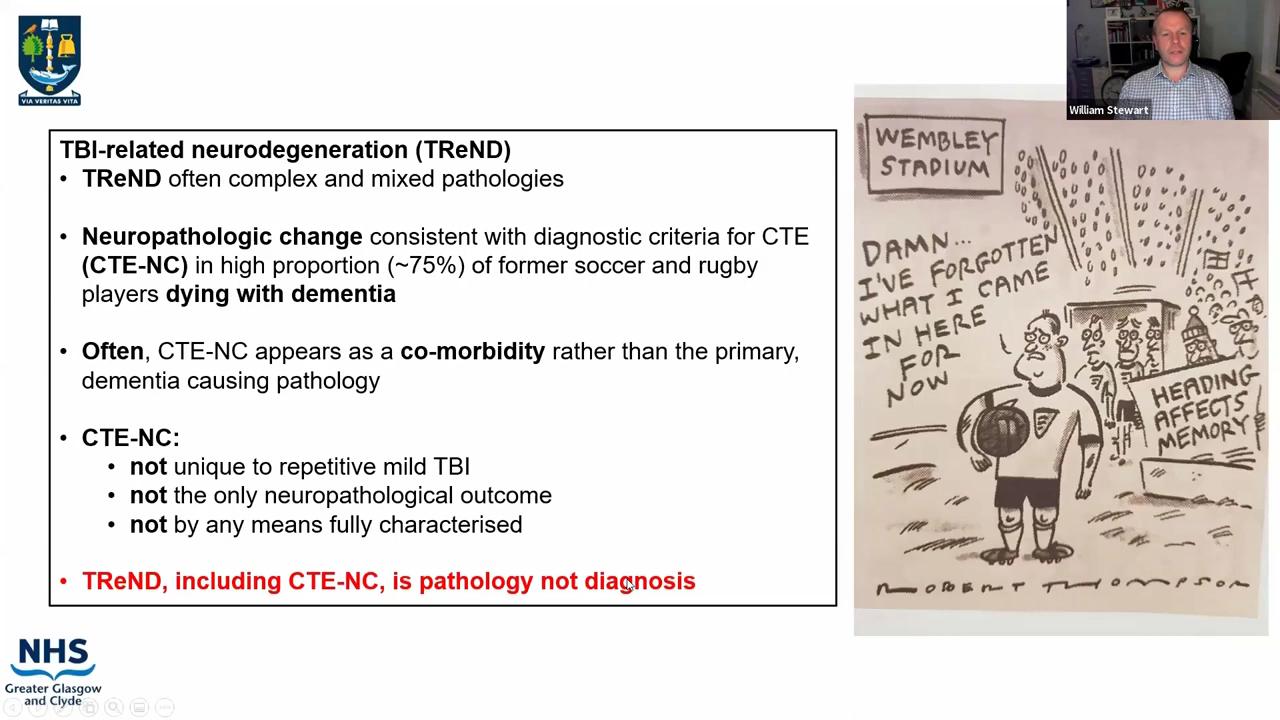 VIA VERITAS VITA
William Stewart
TBI-related neurodegeneration (TReND)
• TReND often complex and mixed pathologies
• Neuropathologic change consistent with diagnostic criteria for CTE
(CTE-NC) in high proportion (~75%) of former soccer and rugby
players dying with dementia
• Often, CTE-NC appears as a co-morbidity rather than the primary,
dementia causing pathology
• CTE-NC:
• not unique to repetitive mild TBI
• not the only neuropathological outcome
• not by any means fully characterised
• TReND, including CTE-NC, is pathology not diagnosis
WEMBLEY
STADIUM
DAMN...
I'VE FORGOTTEN
WHAT I CAME
IN HERE
FOR
NOW
HEADING
AFFECTS
MEMORY
ROBERT THOMPSON
NHS
Greater Glasgow
and Clyde